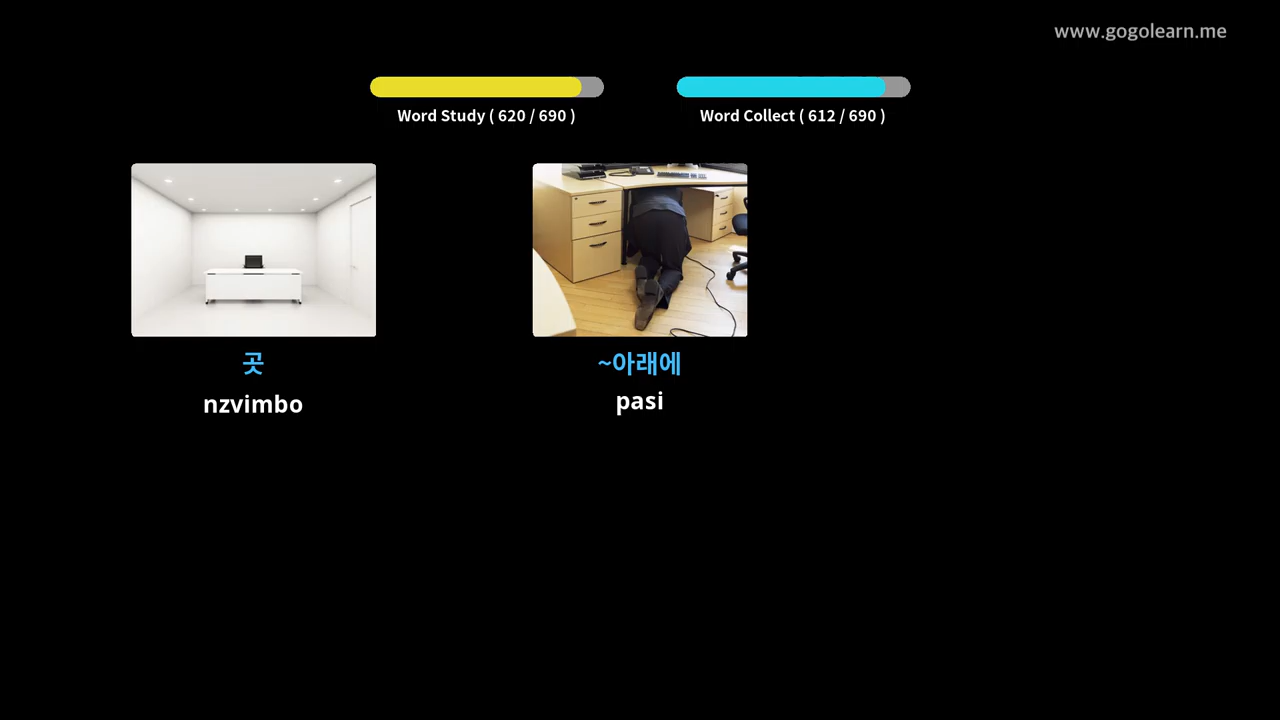 www.gogolearn.me
Word Study ( 620 / 690 )
Word Collect ( 612 / 690 )
곳
nzvimbo
~아래에
pasi